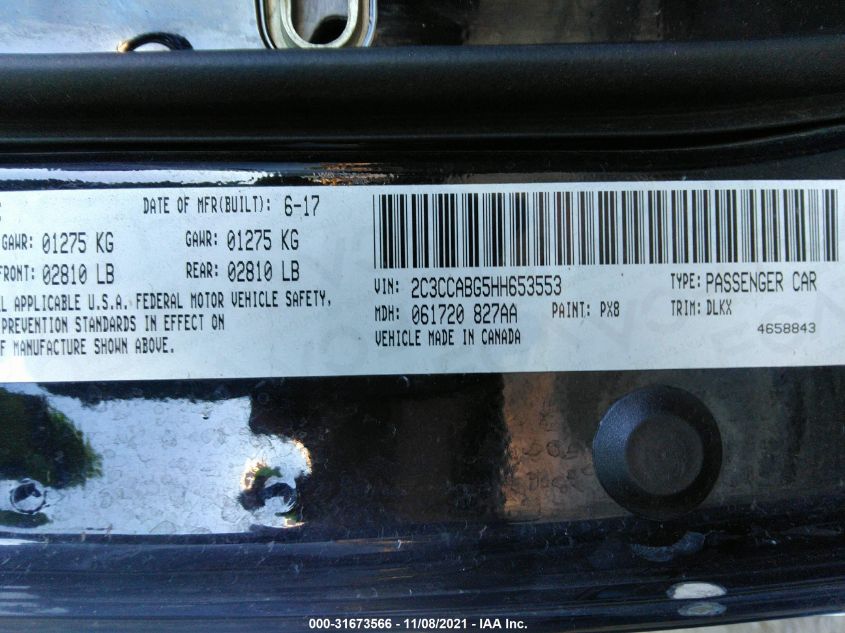 DATE OF MFR(BUILT): 6-17
GAWR: 01275 KG GAWR: 01275 KG
FRONT: 02810 LB REAR: 02810 LB
APPLICABLE U.S.A. FEDERAL MOTOR VEHICLE SAFETY,
PREVENTION STANDARDS IN EFFECT ON
MANUFACTURE SHOWN ABOVE.
VIN: 2C3CCABG5HH653553 TYPE: PASSENGER CAR
MDH: 061720 827AA PAINT: PX8 TRIM: DLKX
VEHICLE MADE IN CANADA 4658843
000-31673566 - 11/08/2021 - IAA Inc.